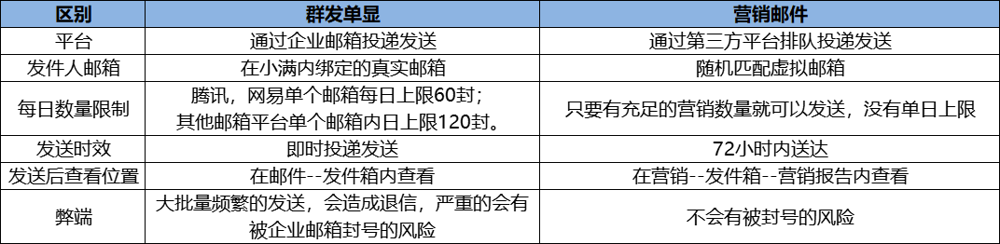 区别 群发单显 营销邮件
平台 通过企业邮箱投递发送 通过第三方平台排队投递发送
发件人邮箱 在小满内绑定的真实邮箱 随机匹配虚拟邮箱
每日数量限制 腾讯，网易单个邮箱每日上限60封；
其他邮箱平台单个邮箱内日上限120封。 只要有充足的营销数量就可以发送，没有单日上限
发送时效 即时投递发送 72小时内送达
发送后查看位置 在邮件--发件箱内查看 在营销--发件箱--营销报告内查看
弊端 大批量频繁的发送，会造成退信，严重的会有
被企业邮箱封号的风险 不会有被封号的风险